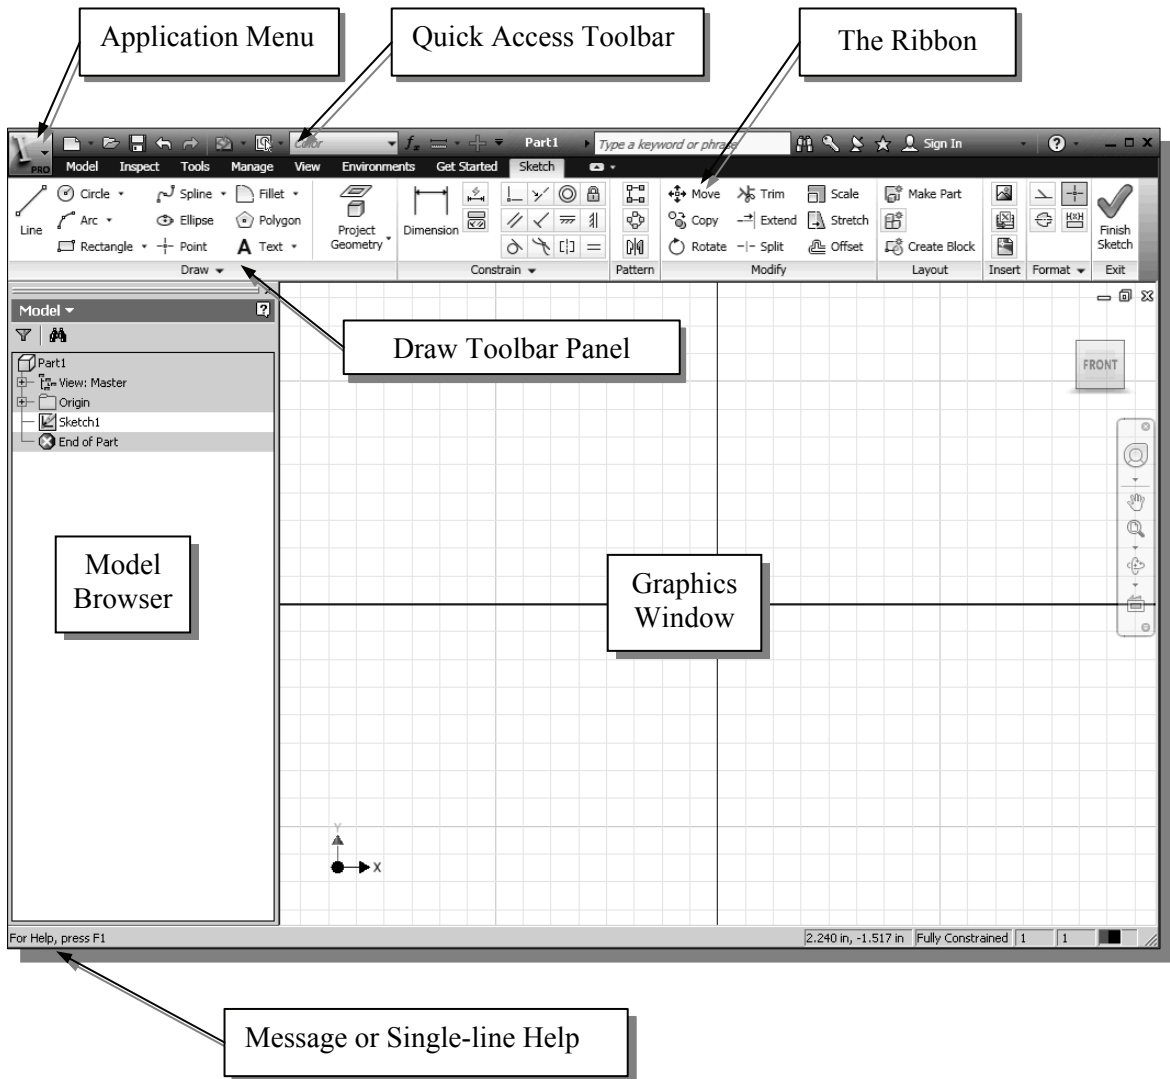 Application Menu
Quick Access Toolbar
The Ribbon
PRO
Color
Part1
Type a keyword or phrase
Sign In
Model Inspect Tools Manage View Environments Get Started Sketch
Line
Circle
Arc
Rectangle
Spline
Ellipse
Point
Fillet
Polygon
A Text
Project
Geometry
Dimension
Move
Copy
Rotate
Trim
Extend
Split
Scale
Stretch
Offset
Make Part
Create Block
Finish
Sketch
Draw
Constrain
Pattern
Modify
Layout
Insert
Format
Exit
Model
Draw Toolbar Panel
FRONT
Part1
View: Master
Origin
Sketch1
End of Part
Model
Browser
Graphics
Window
Y
X
For Help, press F1
2.240 in, -1.517 in Fully Constrained 1 1
Message or Single-line Help